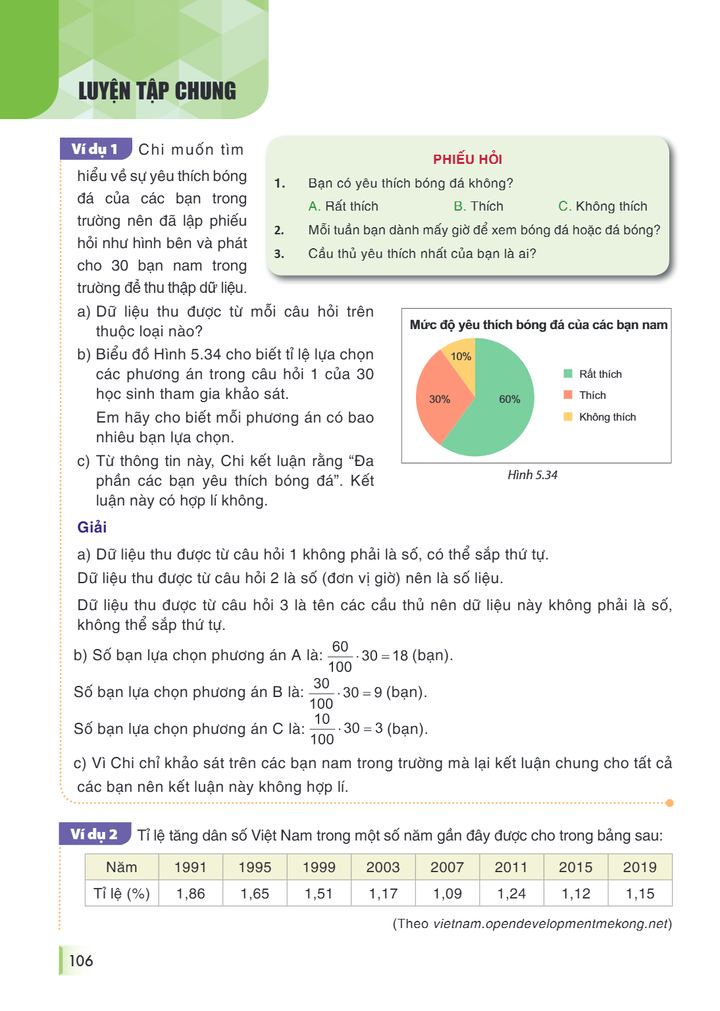 LUYỆN TẬP CHUNG
Ví dụ 1 Chi muốn tìm
hiểu về sự yêu thích bóng
đá của các bạn trong
trường nên đã lập phiếu
hỏi như hình bên và phát
cho 30 bạn nam trong
trường để thu thập dữ liệu.
PHIẾU HỎI
1. Bạn có yêu thích bóng đá không?
A. Rất thích B. Thích C. Không thích
2. Mỗi tuần bạn dành mấy giờ để xem bóng đá hoặc đá bóng?
3. Cầu thủ yêu thích nhất của bạn là ai?
a) Dữ liệu thu được từ mỗi câu hỏi trên
thuộc loại nào?
b) Biểu đồ Hình 5.34 cho biết tỉ lệ lựa chọn
các phương án trong câu hỏi 1 của 30
học sinh tham gia khảo sát.
Em hãy cho biết mỗi phương án có bao
nhiêu bạn lựa chọn.
c) Từ thông tin này, Chi kết luận rằng “Đa
phần các bạn yêu thích bóng đá”. Kết
luận này có hợp lí không.
Mức độ yêu thích bóng đá của các bạn nam
10%
30%
60%
Rất thích
Thích
Không thích
Hình 5.34
Giải
a) Dữ liệu thu được từ câu hỏi 1 không phải là số, có thể sắp thứ tự.
Dữ liệu thu được từ câu hỏi 2 là số (đơn vị giờ) nên là số liệu.
Dữ liệu thu được từ câu hỏi 3 là tên các cầu thủ nên dữ liệu này không phải là số,
không thể sắp thứ tự.
b) Số bạn lựa chọn phương án A là: 60/100 · 30 = 18 (bạn).
Số bạn lựa chọn phương án B là: 30/100 · 30 = 9 (bạn).
Số bạn lựa chọn phương án C là: 10/100 · 30 = 3 (bạn).
c) Vì Chi chỉ khảo sát trên các bạn nam trong trường mà lại kết luận chung cho tất cả
các bạn nên kết luận này không hợp lí.
Ví dụ 2 Tỉ lệ tăng dân số Việt Nam trong một số năm gần đây được cho trong bảng sau:
Năm 1991 1995 1999 2003 2007 2011 2015 2019
Tỉ lệ (%) 1,86 1,65 1,51 1,17 1,09 1,24 1,12 1,15
(Theo vietnam.opendevelopmentmekong.net)
106